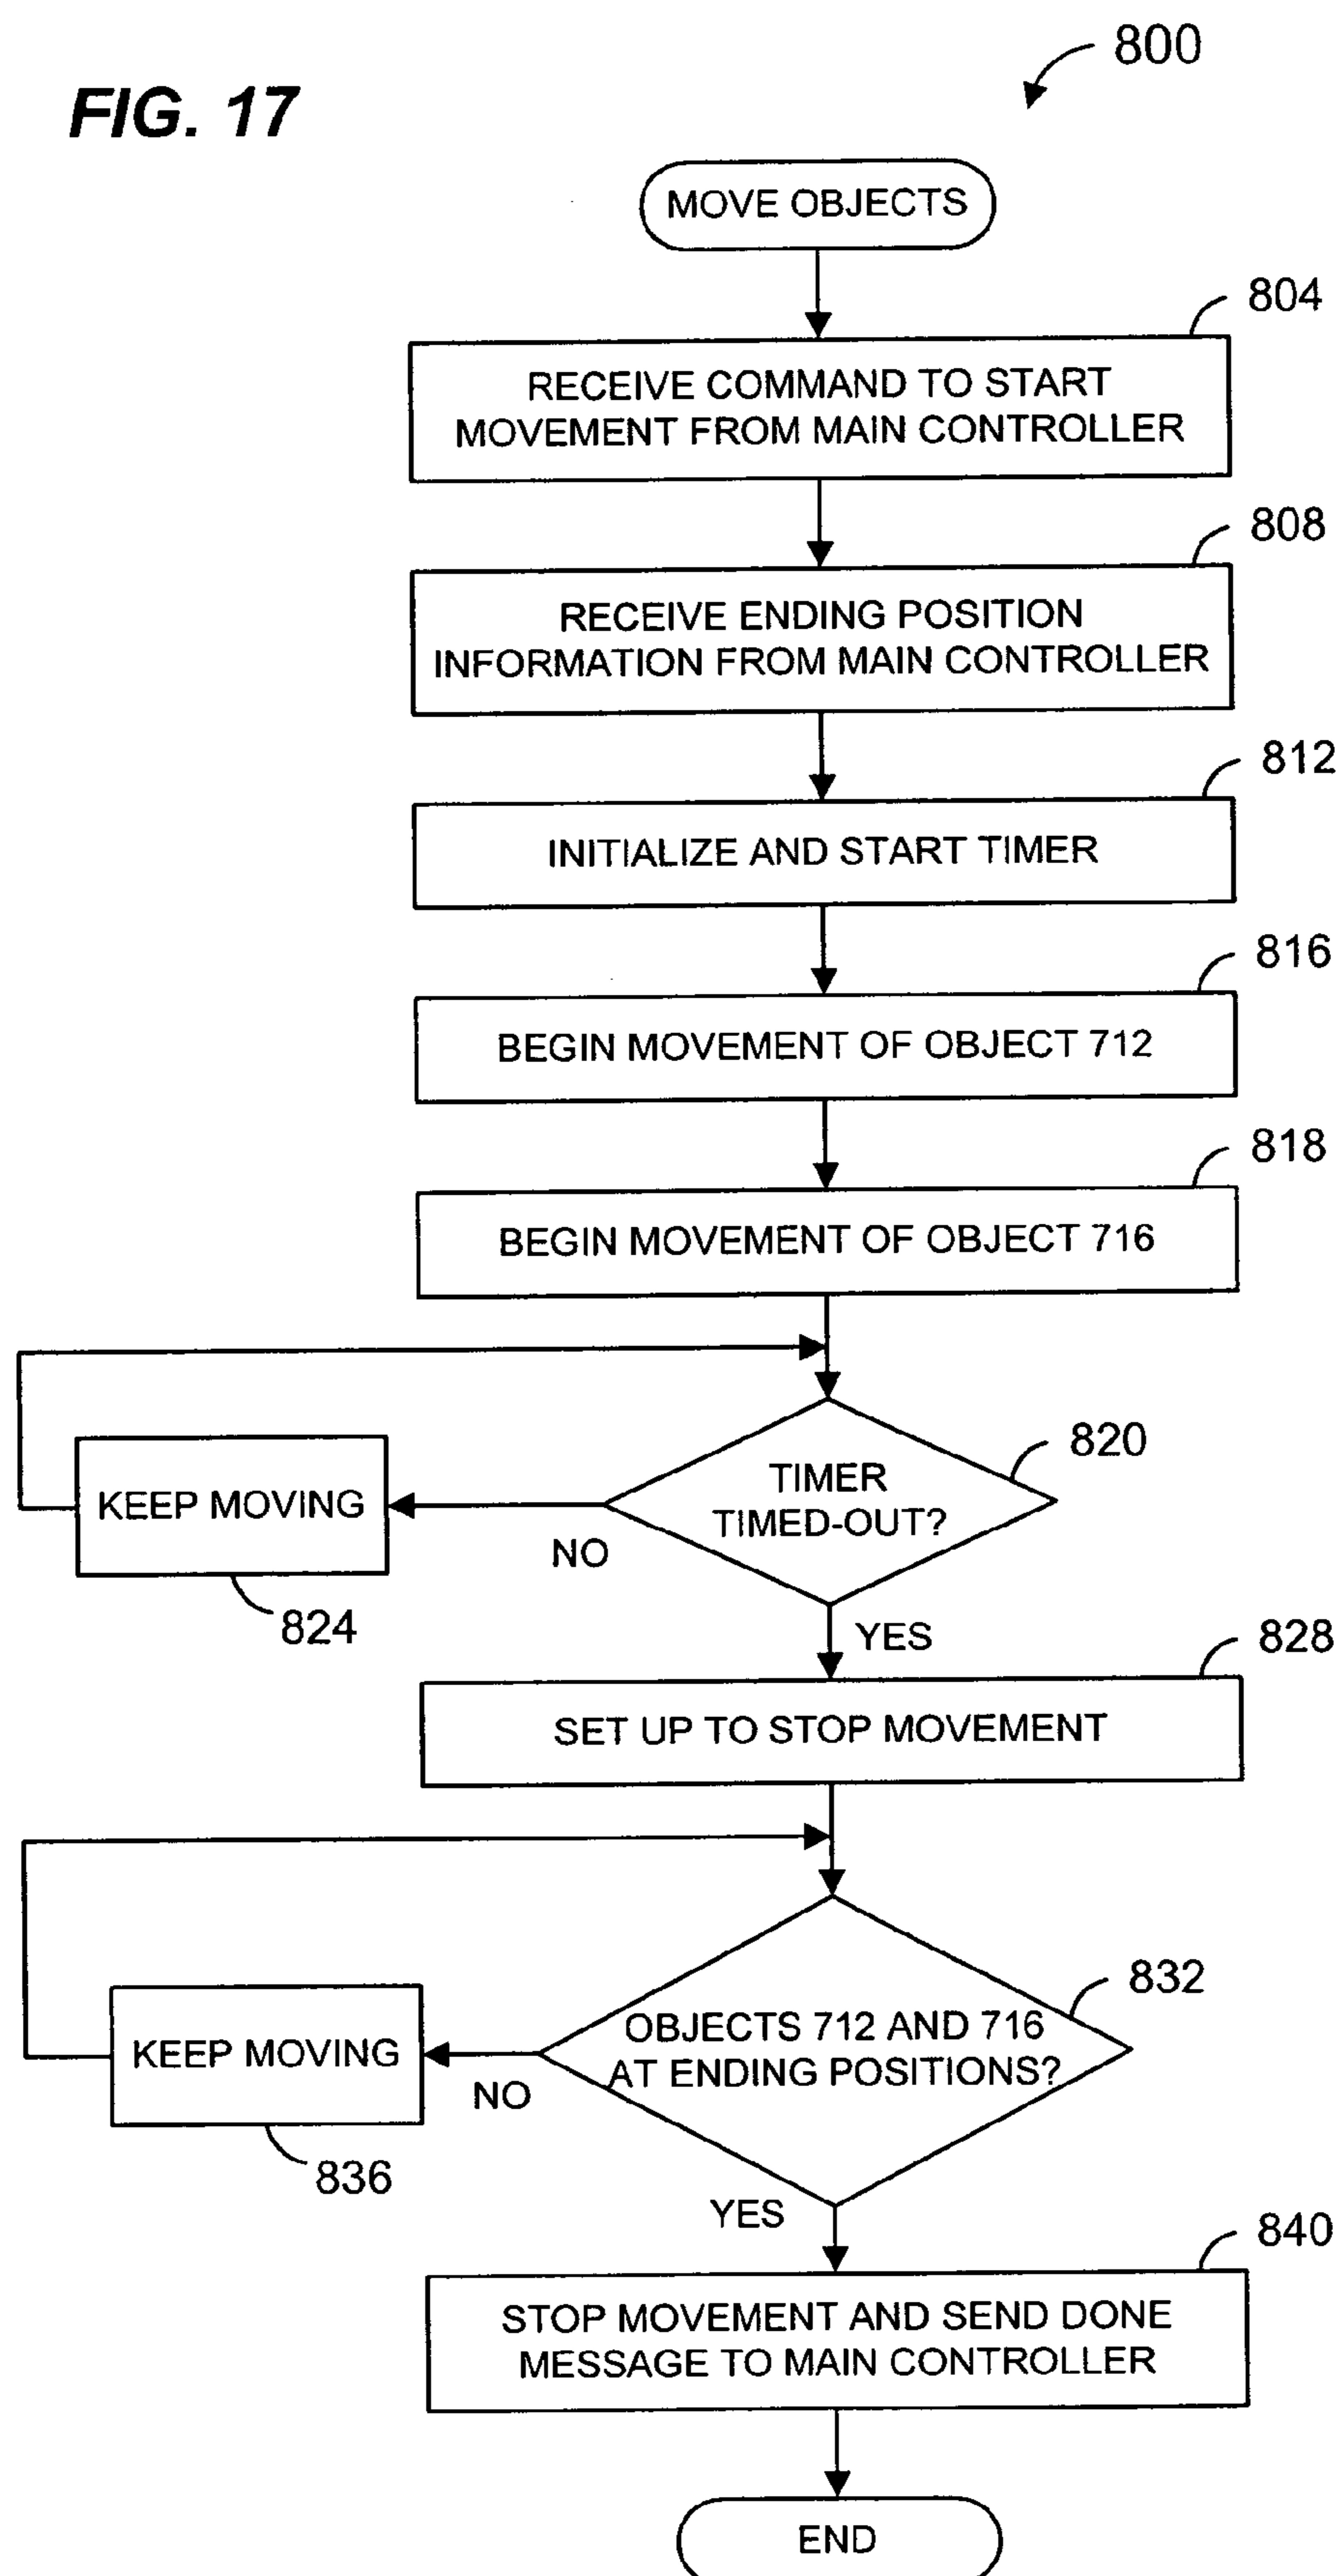 800
FIG. 17
MOVE OBJECTS
804
RECEIVE COMMAND TO START
MOVEMENT FROM MAIN CONTROLLER
808
RECEIVE ENDING POSITION
INFORMATION FROM MAIN CONTROLLER
812
INITIALIZE AND START TIMER
816
BEGIN MOVEMENT OF OBJECT 712
818
BEGIN MOVEMENT OF OBJECT 716
820
TIMER
TIMED-OUT?
KEEP MOVING
NO
824
YES
828
SET UP TO STOP MOVEMENT
832
OBJECTS 712 AND 716
AT ENDING POSITIONS?
KEEP MOVING
NO
836
YES
840
STOP MOVEMENT AND SEND DONE
MESSAGE TO MAIN CONTROLLER
END